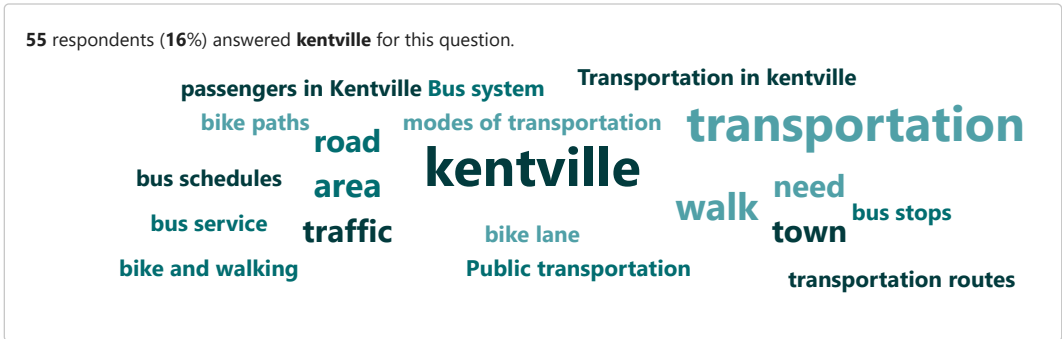 55 respondents (16%) answered kentville for this question.
Transportation in kentville
passengers in Kentville Bus system
bike paths
modes of transportation
transportation
road
kentville
bus schedules
area
need
walk
bus stops
bus service
traffic
bike lane
town
bike and walking
Public transportation
transportation routes